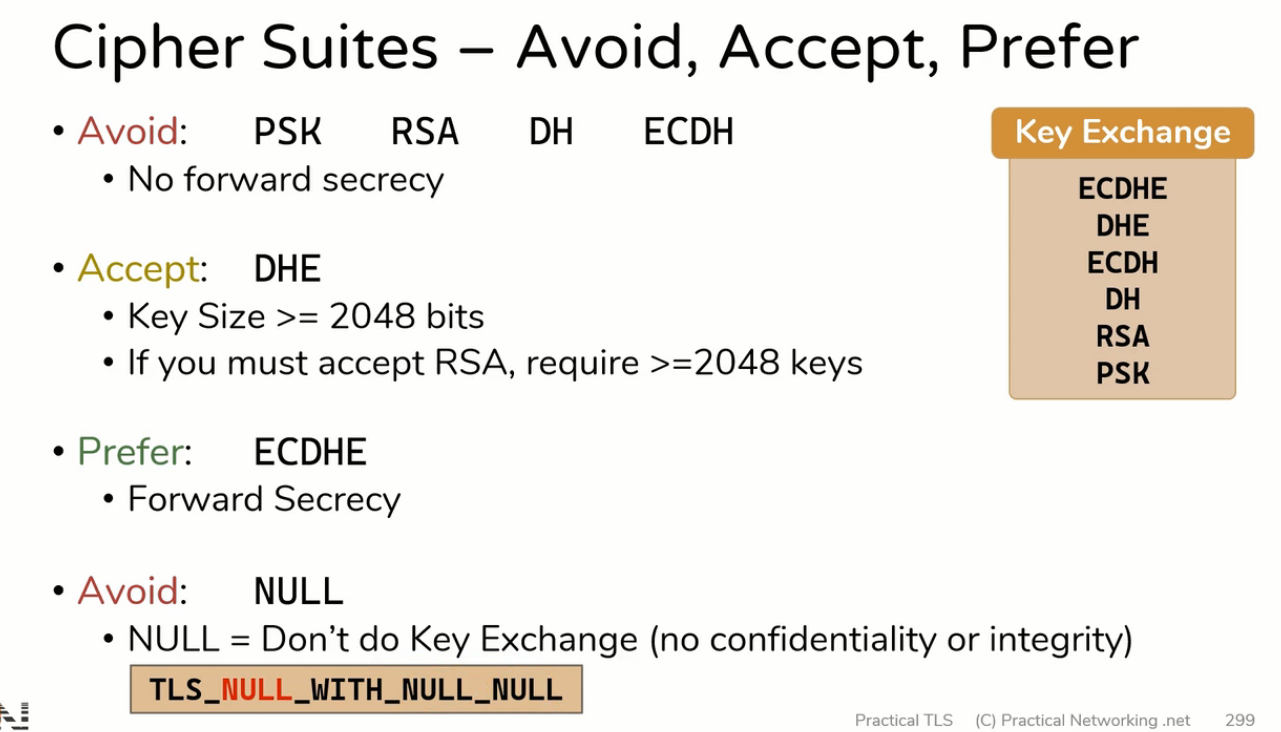 Cipher Suites – Avoid, Accept, Prefer
• Avoid: PSK RSA DH ECDH
• No forward secrecy
• Accept: DHE
• Key Size >= 2048 bits
• If you must accept RSA, require >=2048 keys
• Prefer: ECDHE
• Forward Secrecy
• Avoid: NULL
• NULL = Don't do Key Exchange (no confidentiality or integrity)
TLS_NULL_WITH_NULL_NULL
Key Exchange
ECDHE
DHE
ECDH
DH
RSA
PSK
Practical TLS (C) Practical Networking .net 299